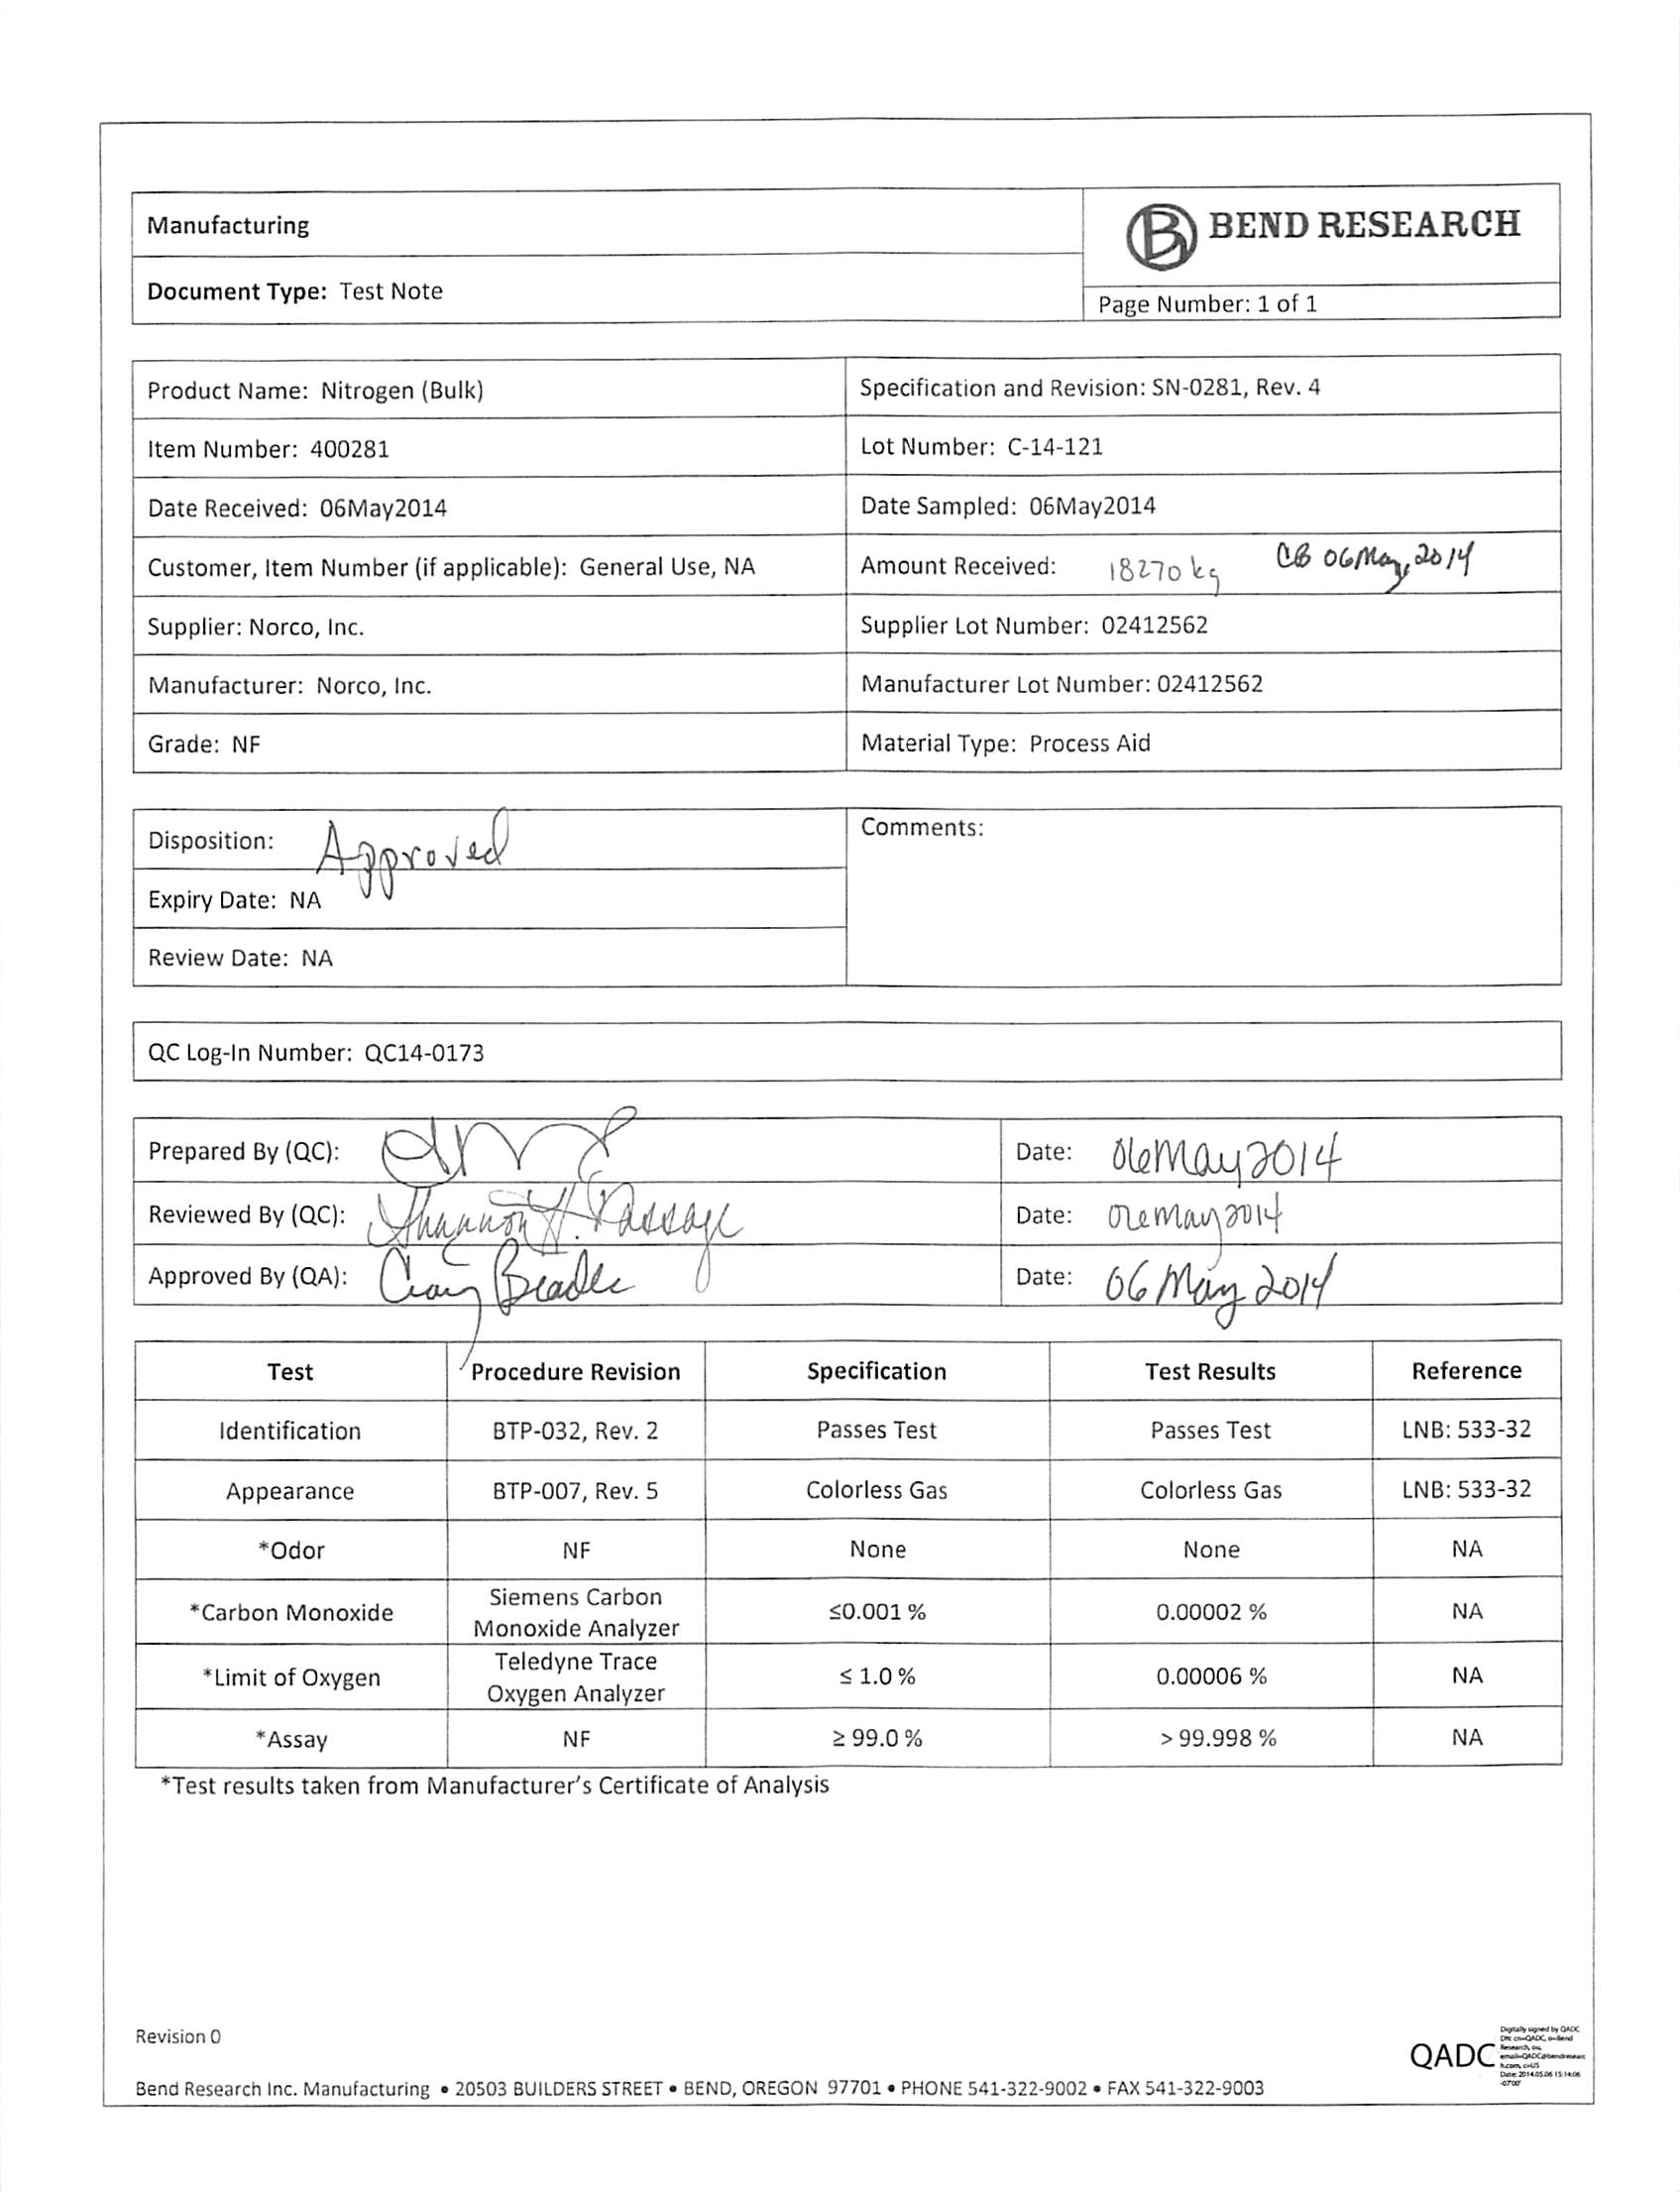 Manufacturing
BEND RESEARCH
Document Type: Test Note
Page Number: 1 of 1
Product Name: Nitrogen (Bulk)
Specification and Revision: SN-0281, Rev. 4
Item Number: 400281
Lot Number: C-14-121
Date Received: 06May2014
Date Sampled: 06May2014
Customer, Item Number (if applicable): General Use, NA
Amount Received: 18270 kg CB 06May,2014
Supplier: Norco, Inc.
Supplier Lot Number: 02412562
Manufacturer: Norco, Inc.
Manufacturer Lot Number: 02412562
Grade: NF
Material Type: Process Aid
Disposition: Approved
Comments:
Expiry Date: NA
Review Date: NA
QC Log-In Number: QC14-0173
Prepared By (QC):
Date: 06May2014
Reviewed By (QC): Shannon H.
Date: 06May2014
Approved By (QA): Craig
Date: 06 May 2014
Test Procedure Revision Specification Test Results Reference
Identification BTP-032, Rev. 2 Passes Test Passes Test LNB: 533-32
Appearance BTP-007, Rev. 5 Colorless Gas Colorless Gas LNB: 533-32
*Odor NF None None NA
*Carbon Monoxide Siemens Carbon Monoxide Analyzer ≤0.001 % 0.00002 % NA
*Limit of Oxygen Teledyne Trace Oxygen Analyzer ≤ 1.0 % 0.00006 % NA
*Assay NF ≥ 99.0 % > 99.998 % NA
*Test results taken from Manufacturer's Certificate of Analysis
Revision 0
QADC
Digitally signed by QADC
DN: cn=QADC, o=Bend
Research, ou,
email=QADC@bendresearc
h.com, c=US
Date: 2014.05.06 15:14:06
-07'00'
Bend Research Inc. Manufacturing • 20503 BUILDERS STREET • BEND, OREGON 97701 • PHONE 541-322-9002 • FAX 541-322-9003